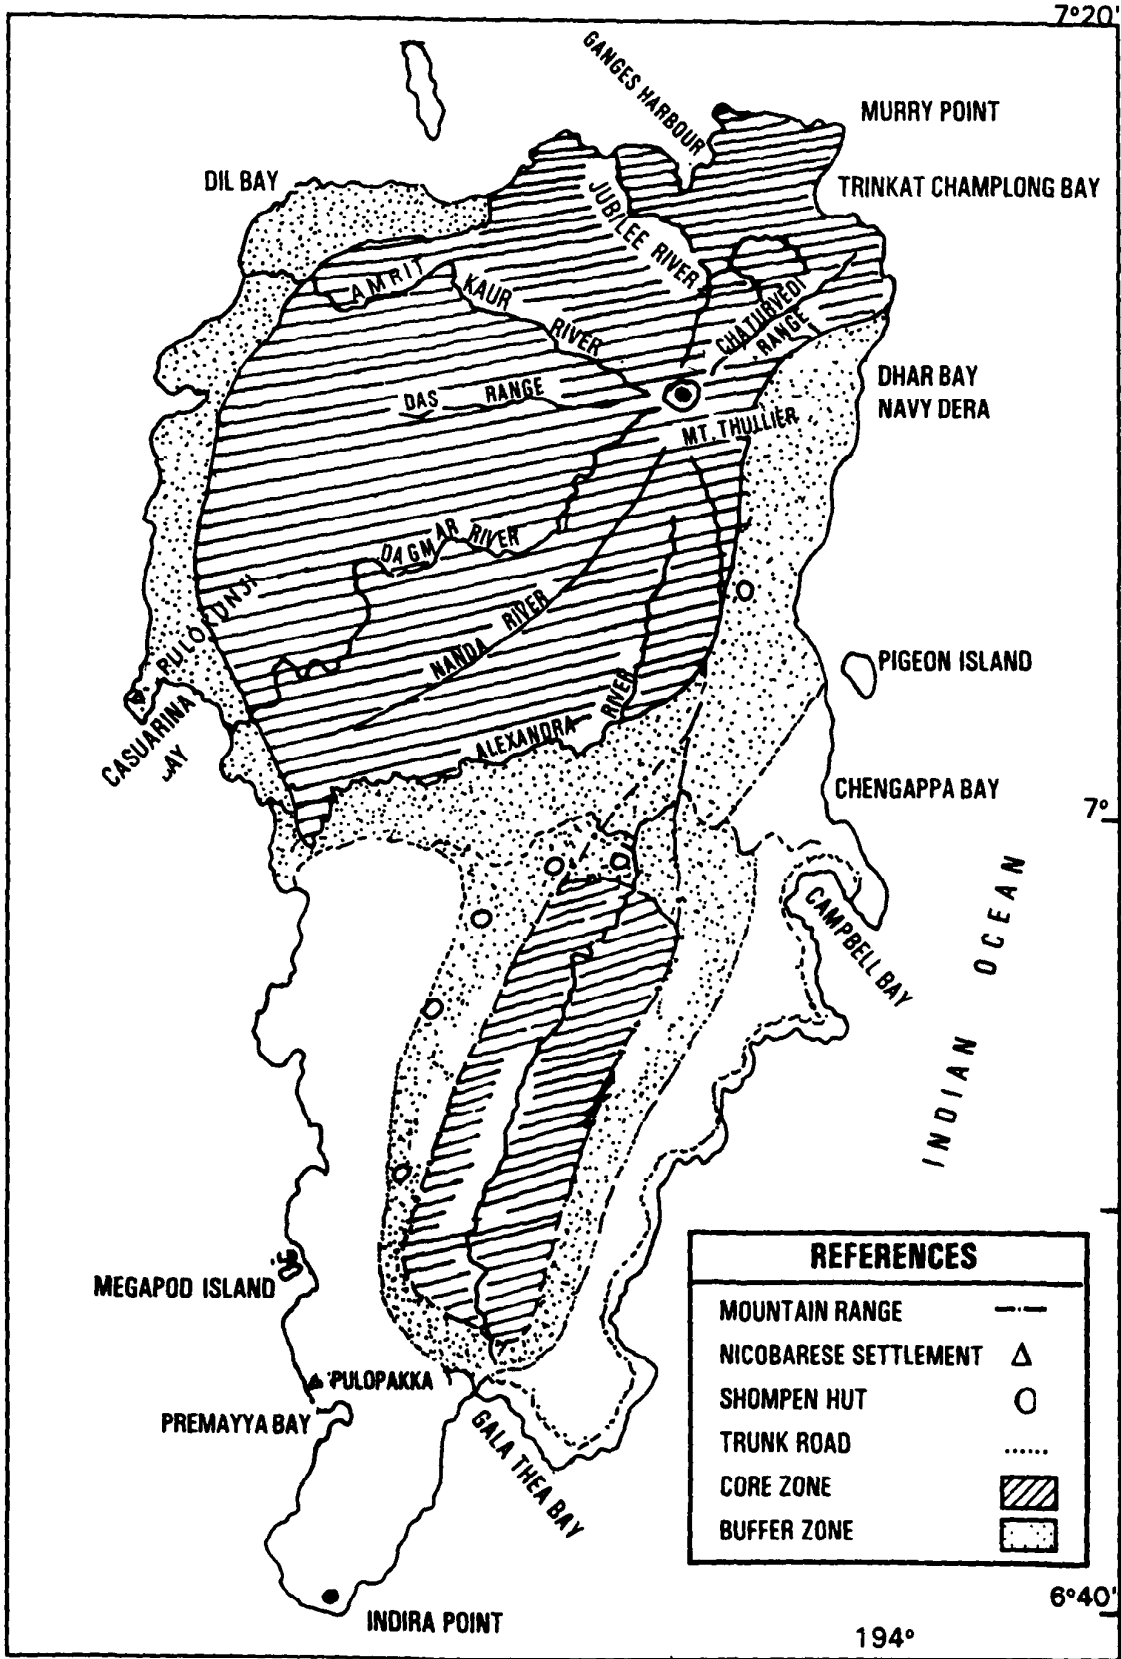 7°20'
GANGES HARBOUR
MURRY POINT
DIL BAY
TRINKAT CHAMPLONG BAY
JUBILEE RIVER
AMRIT KAUR RIVER
CHATURVEDI
RANGE
DAS RANGE
DHAR BAY
NAVY DERA
MT. THULLIER
DAGMAR RIVER
PULOKUNJI
NANDA RIVER
PIGEON ISLAND
ALEXANDRA RIVER
CASUARINA
CHENGAPPA BAY
7°
CAMPBELL BAY
INDIAN OCEAN
MEGAPOD ISLAND
PULOPAKKA
PREMAYYA BAY
GALA THEA BAY
INDIRA POINT
REFERENCES
MOUNTAIN RANGE
NICOBARESE SETTLEMENT
SHOMPEN HUT
TRUNK ROAD
CORE ZONE
BUFFER ZONE
6°40'
194°